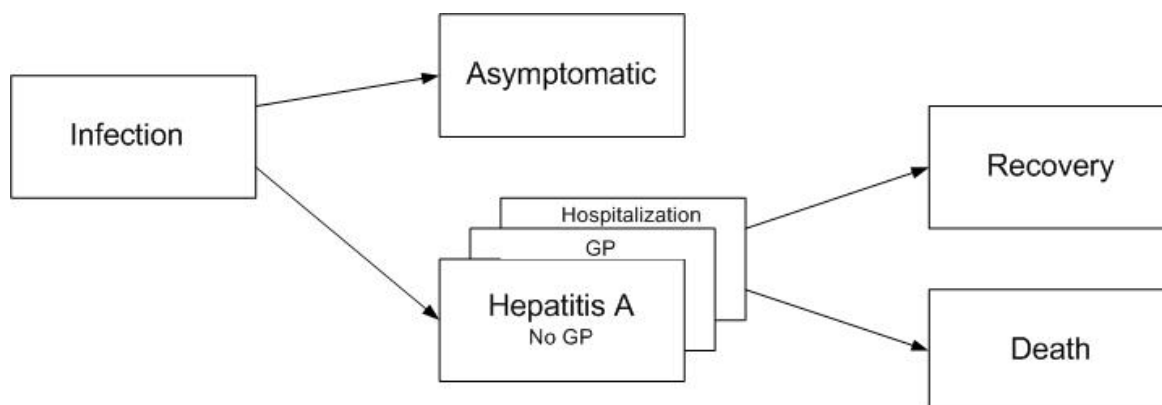 Infection
Asymptomatic
Hospitalization
GP
Hepatitis A
No GP
Recovery
Death